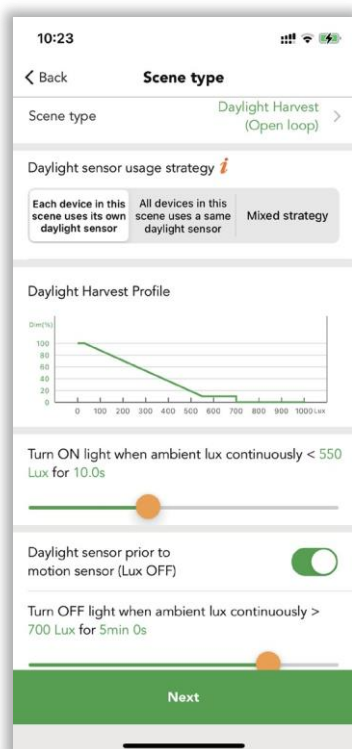 10:23
Back
Scene type
Scene type
Daylight Harvest
(Open loop)
Daylight sensor usage strategy i
Each device in this
scene uses its own
daylight sensor
All devices in this
scene uses a same
daylight sensor
Mixed strategy
Daylight Harvest Profile
Dim(%)
100
80
60
40
20
0
0 100 200 300 400 500 600 700 800 900 1000 Lux
Turn ON light when ambient lux continuously < 550
Lux for 10.0s
Daylight sensor prior to
motion sensor (Lux OFF)
Turn OFF light when ambient lux continuously >
700 Lux for 5min 0s
Next